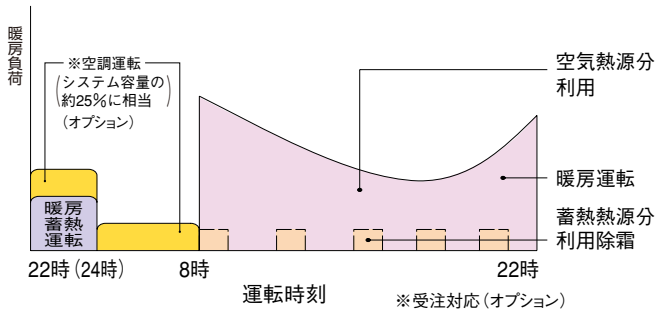 暖房負荷
※空調運転
(システム容量の
約25%に相当)
(オプション)
暖房
蓄熱
運転
空気熱源分
利用
暖房運転
蓄熱熱源分
利用除霜
22時(24時)
8時
22時
運転時刻
※受注対応(オプション)